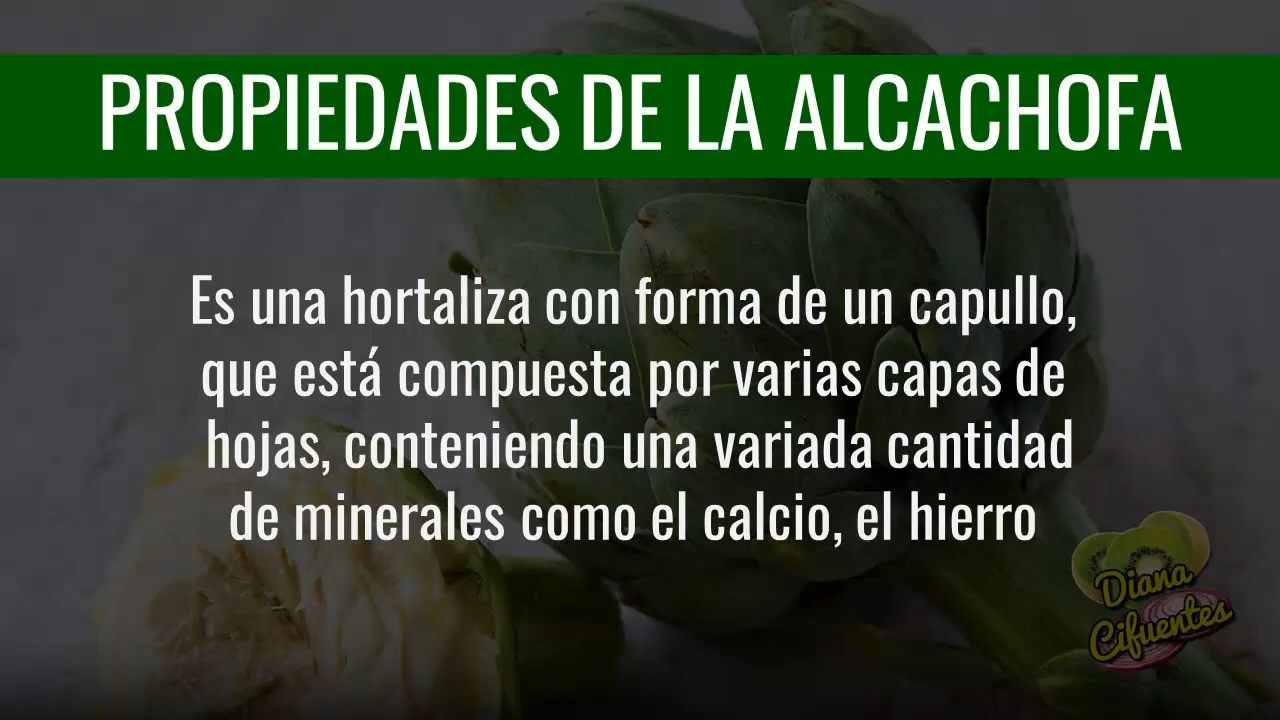 PROPIEDADES DE LA ALCACHOFA
Es una hortaliza con forma de un capullo,
que está compuesta por varias capas de
hojas, conteniendo una variada cantidad
de minerales como el calcio, el hierro
Diana
Cifuentes